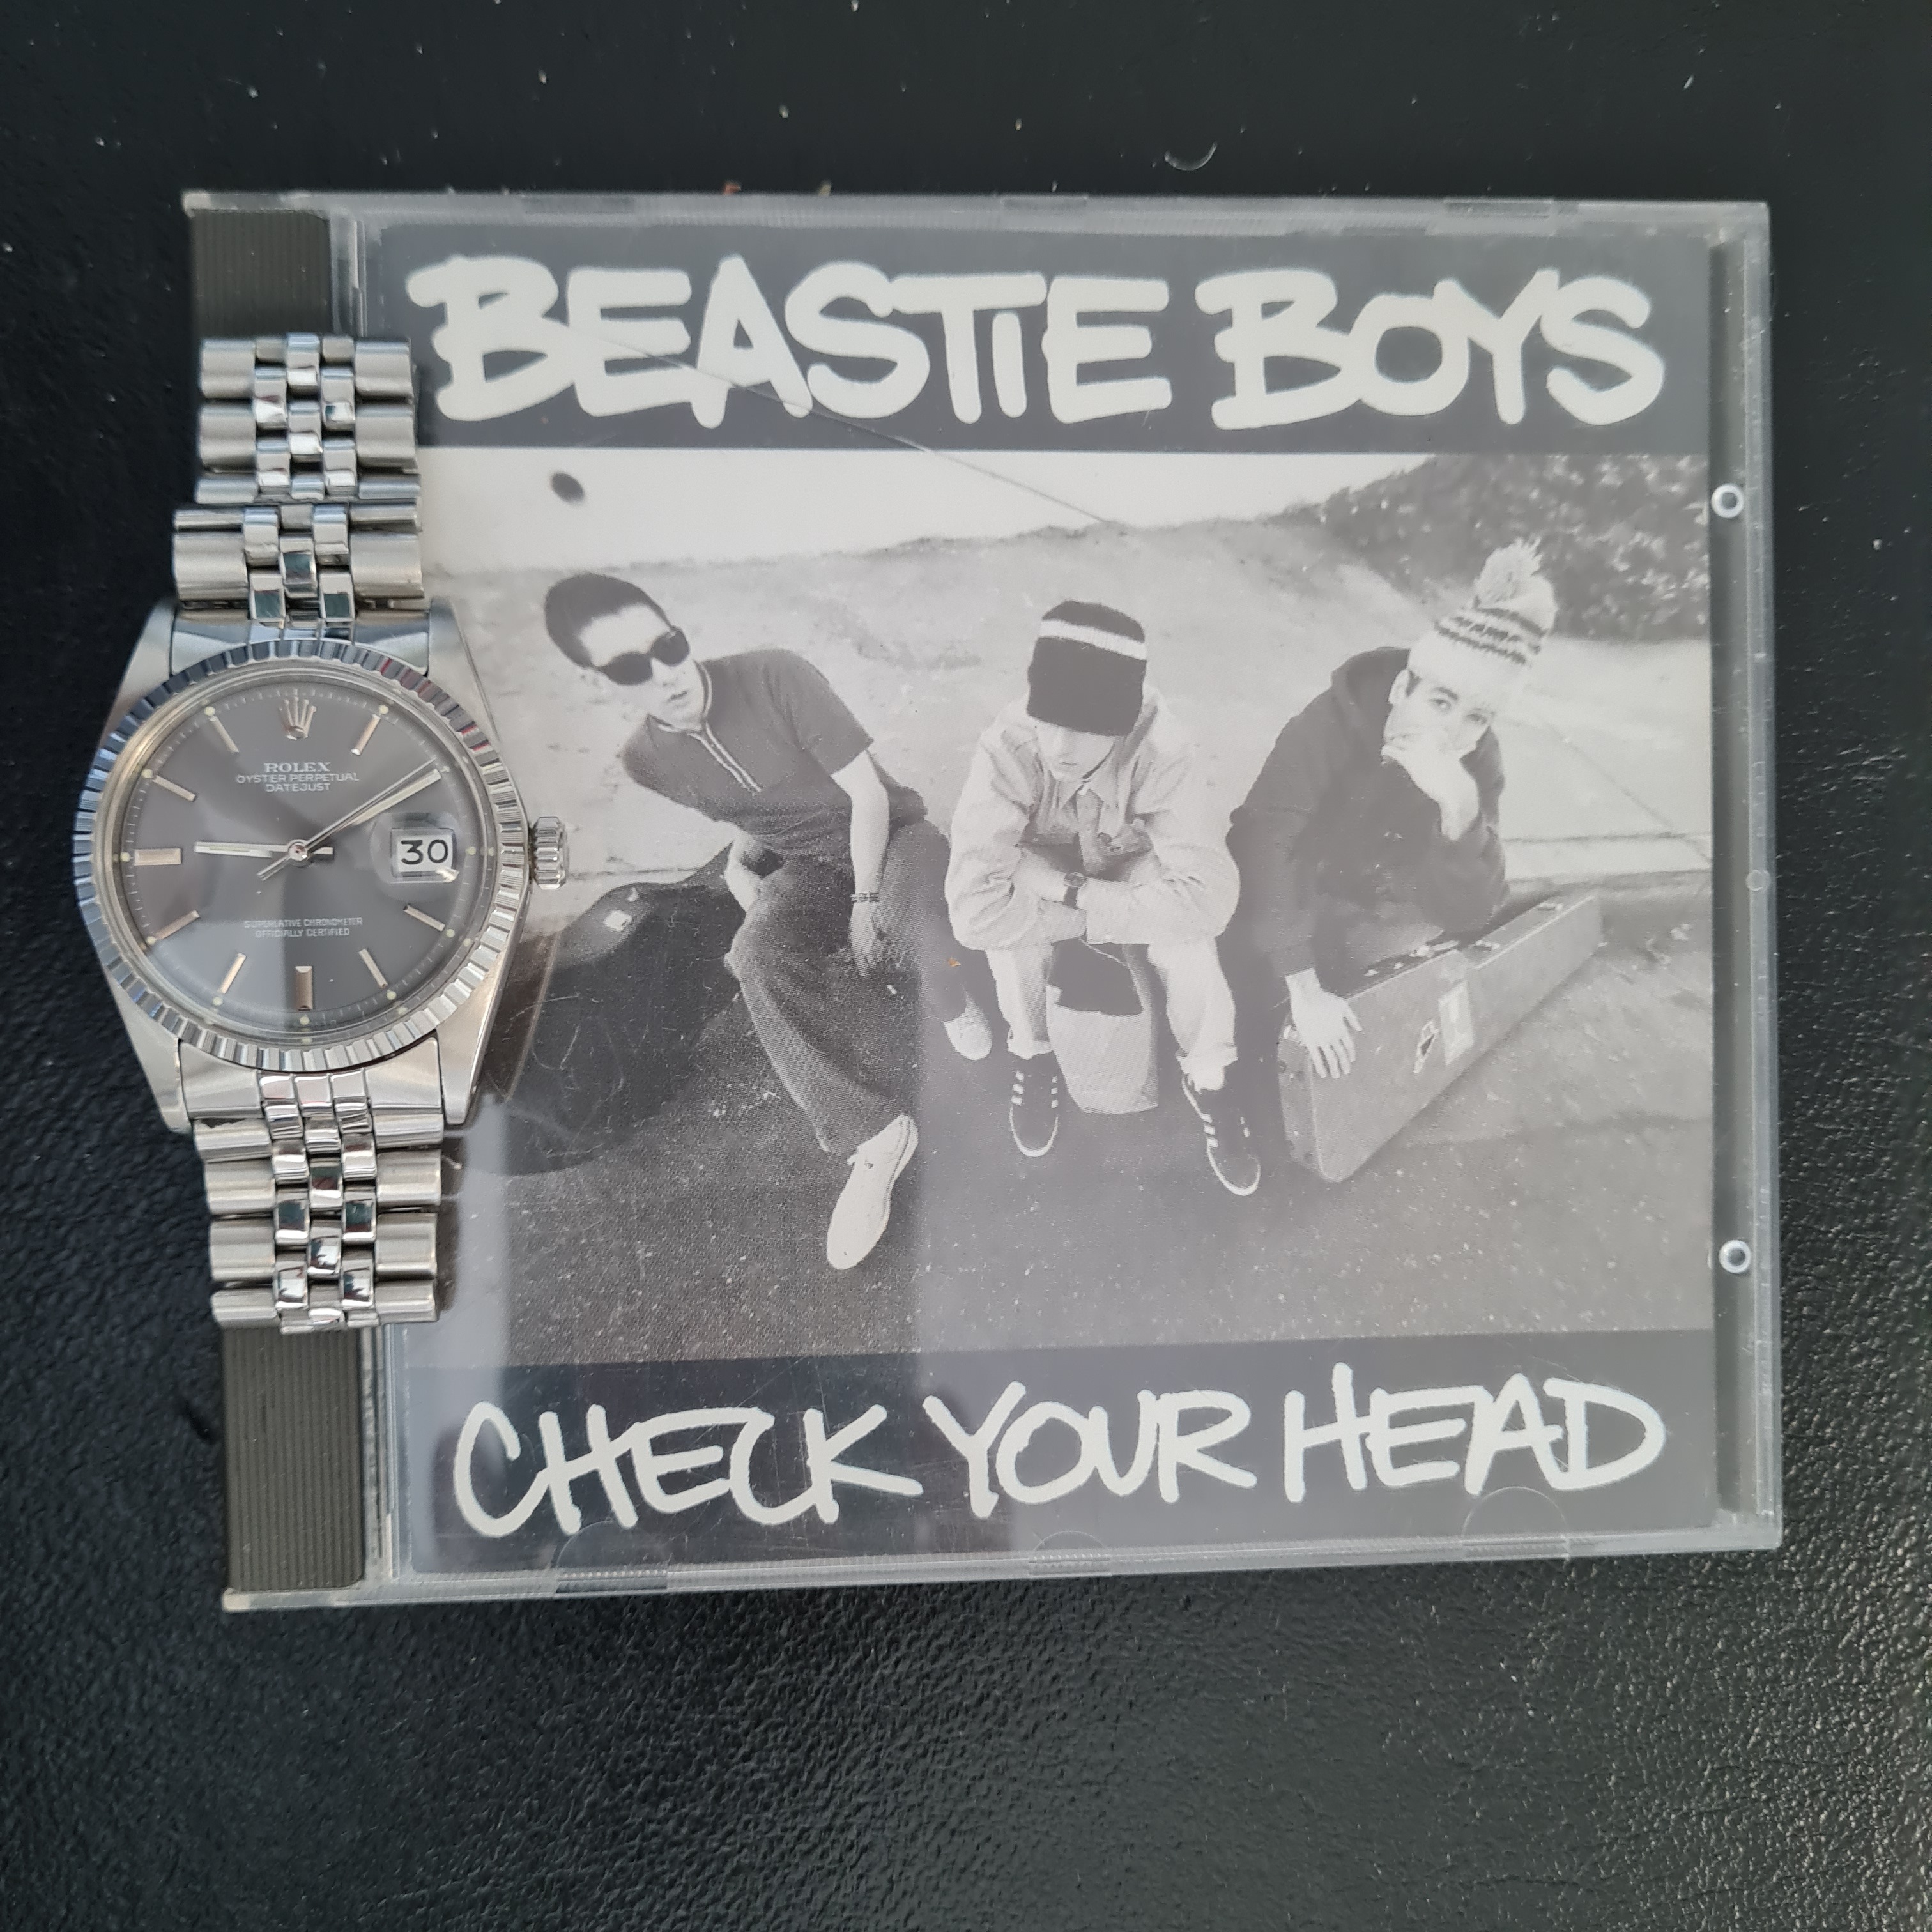 BEASTIE BOYS
ROLEX
OYSTER PERPETUAL
DATEJUST
30
SUPERLATIVE CHRONOMETER
OFFICIALLY CERTIFIED
CHECK YOUR HEAD